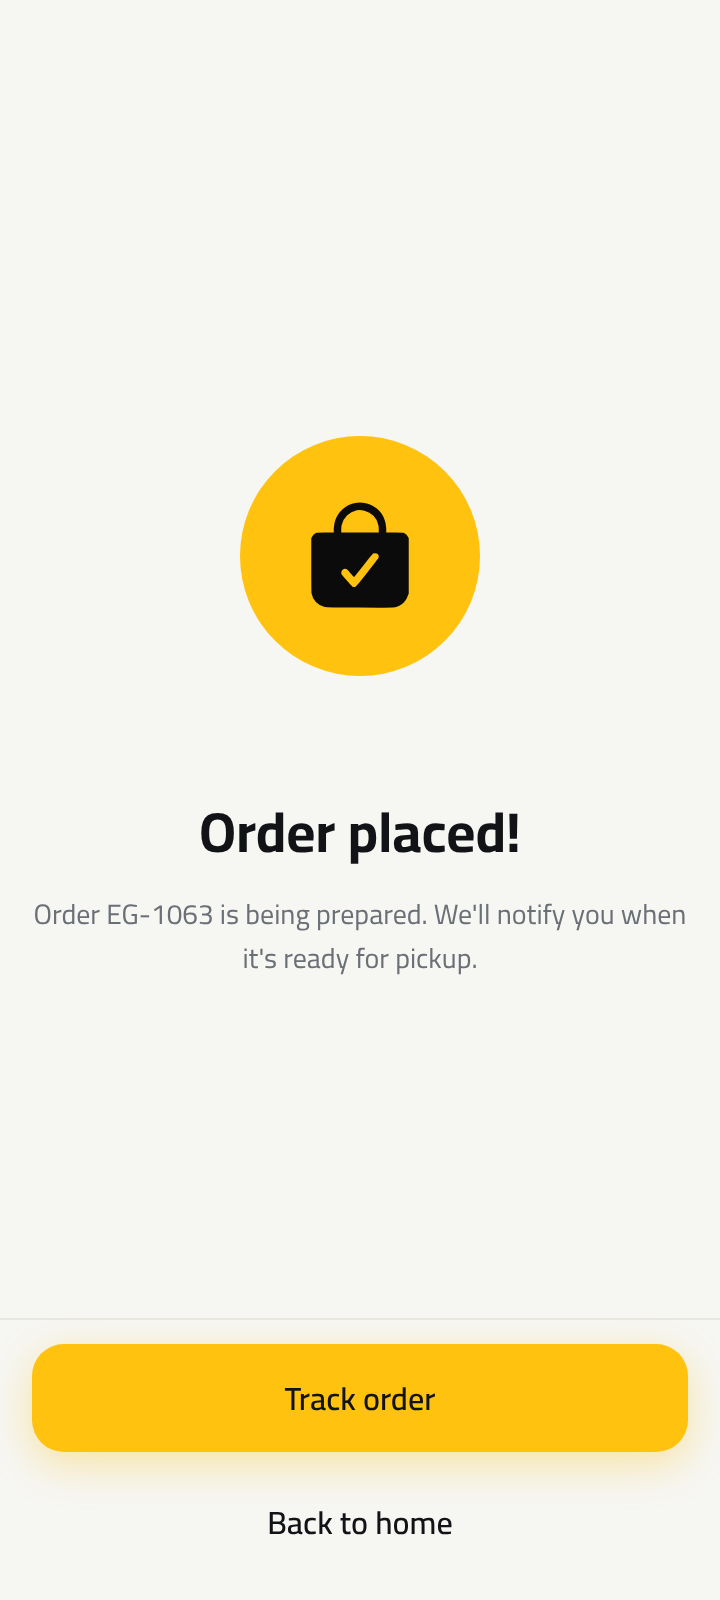 Order placed!
Order EG-1063 is being prepared. We'll notify you when
it's ready for pickup.
Track order
Back to home